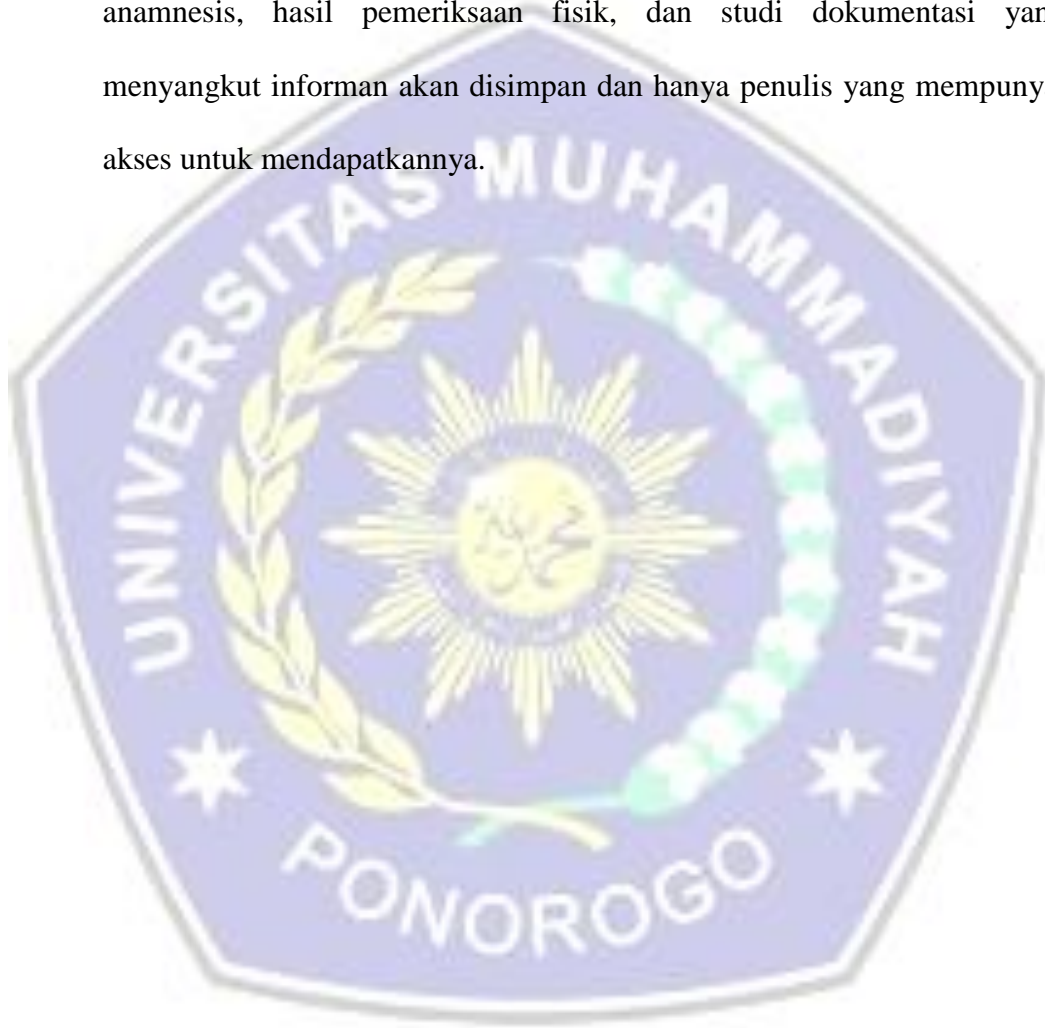 anamnesis, hasil pemeriksaan fisik, dan studi dokumentasi yan
menyangkut informan akan disimpan dan hanya penulis yang mempuny
akses untuk mendapatkannya.
UNIVERSITAS MUHAMMADIYAH
PONOROGO